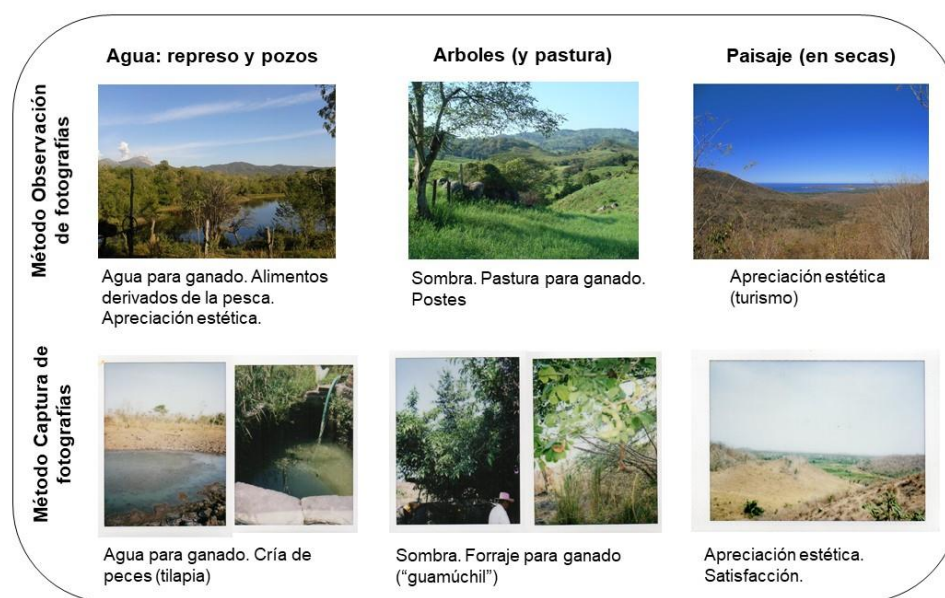 Agua: represo y pozos
Arboles (y pastura)
Paisaje (en secas)
Método Observación
de fotografías
Agua para ganado. Alimentos
derivados de la pesca.
Apreciación estética.
Sombra. Pastura para ganado.
Postes
Apreciación estética
(turismo)
Método Captura de
fotografías
Agua para ganado. Cría de
peces (tilapia)
Sombra. Forraje para ganado
(“guamúchil”)
Apreciación estética.
Satisfacción.